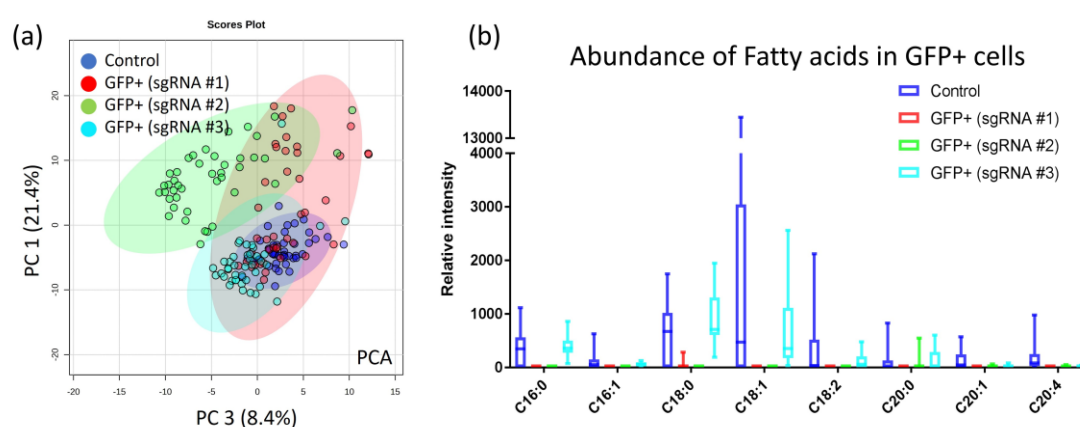 (a)
Scores Plot
Control
GFP+ (sgRNA #1)
GFP+ (sgRNA #2)
GFP+ (sgRNA #3)
PC 1 (21.4%)
20
10
0
-10
-20
PCA
-20 -15 -10 -5 0 5 10 15
PC 3 (8.4%)
(b)
Abundance of Fatty acids in GFP+ cells
Control
GFP+ (sgRNA #1)
GFP+ (sgRNA #2)
GFP+ (sgRNA #3)
Relative intensity
14000
13000
4000
3000
2000
1000
0
C16:0 C16:1 C18:0 C18:1 C18:2 C20:0 C20:1 C20:4